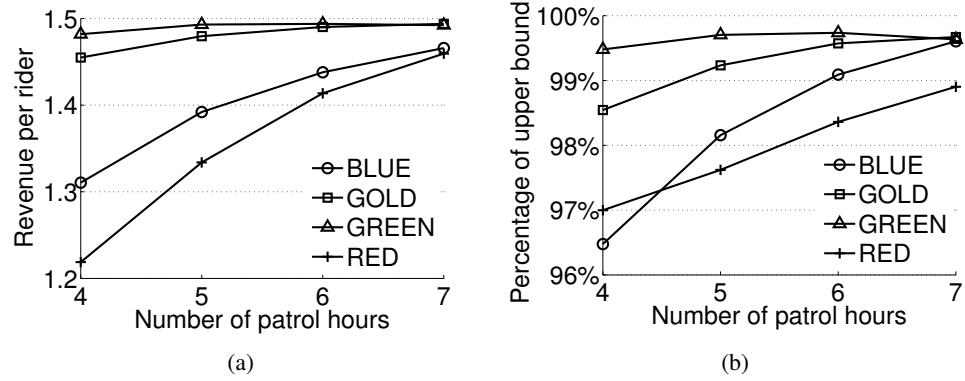 1.5
1.4
1.3
1.2
Revenue per rider
4 5 6 7
Number of patrol hours
BLUE
GOLD
GREEN
RED
(a)
100%
99%
98%
97%
96%
Percentage of upper bound
4 5 6 7
Number of patrol hours
BLUE
GOLD
GREEN
RED
(b)